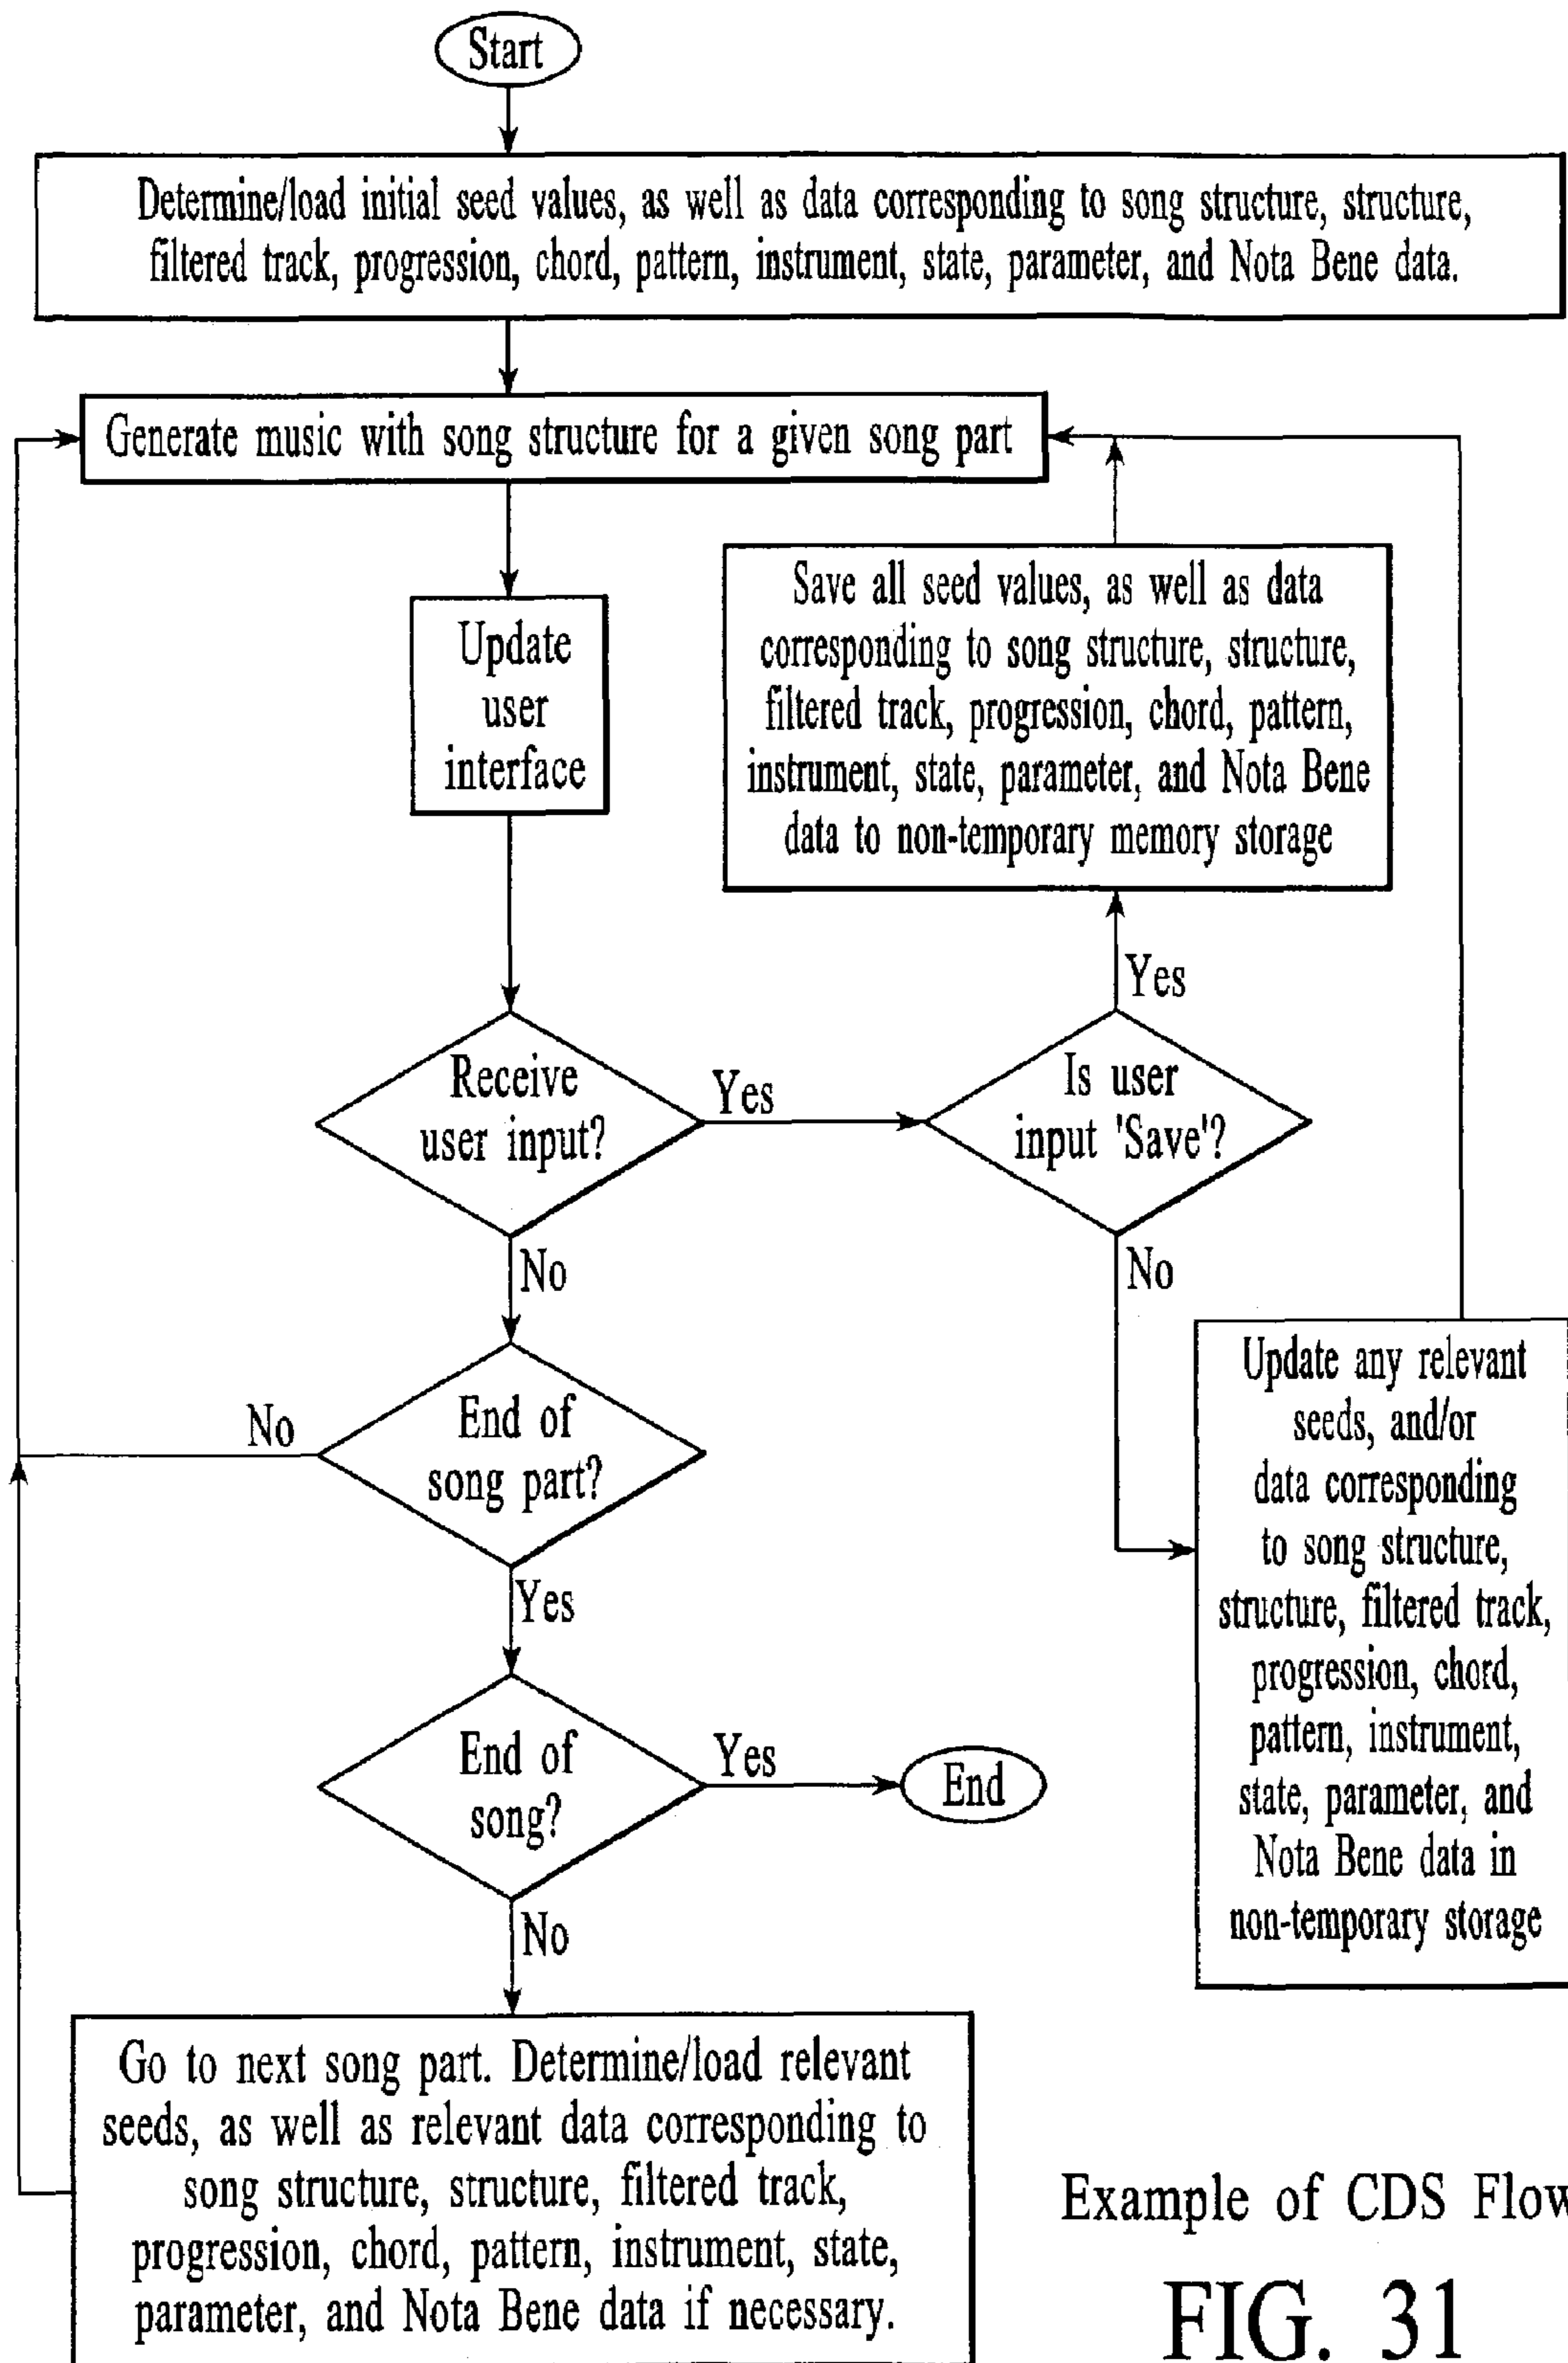 Start
Determine/load initial seed values, as well as data corresponding to song structure, structure,
filtered track, progression, chord, pattern, instrument, state, parameter, and Nota Bene data.
Generate music with song structure for a given song part
Update
user
interface
Save all seed values, as well as data
corresponding to song structure, structure,
filtered track, progression, chord, pattern,
instrument, state, parameter, and Nota Bene
data to non-temporary memory storage
Yes
Receive
user input?
Yes
Is user
input 'Save'?
No
No
Update any relevant
seeds, and/or
data corresponding
to song structure,
structure, filtered track,
progression, chord,
pattern, instrument,
state, parameter, and
Nota Bene data in
non-temporary storage
End of
song part?
No
Yes
End of
song?
Yes
End
No
Go to next song part. Determine/load relevant
seeds, as well as relevant data corresponding to
song structure, structure, filtered track,
progression, chord, pattern, instrument, state,
parameter, and Nota Bene data if necessary.
Example of CDS Flow
FIG. 31